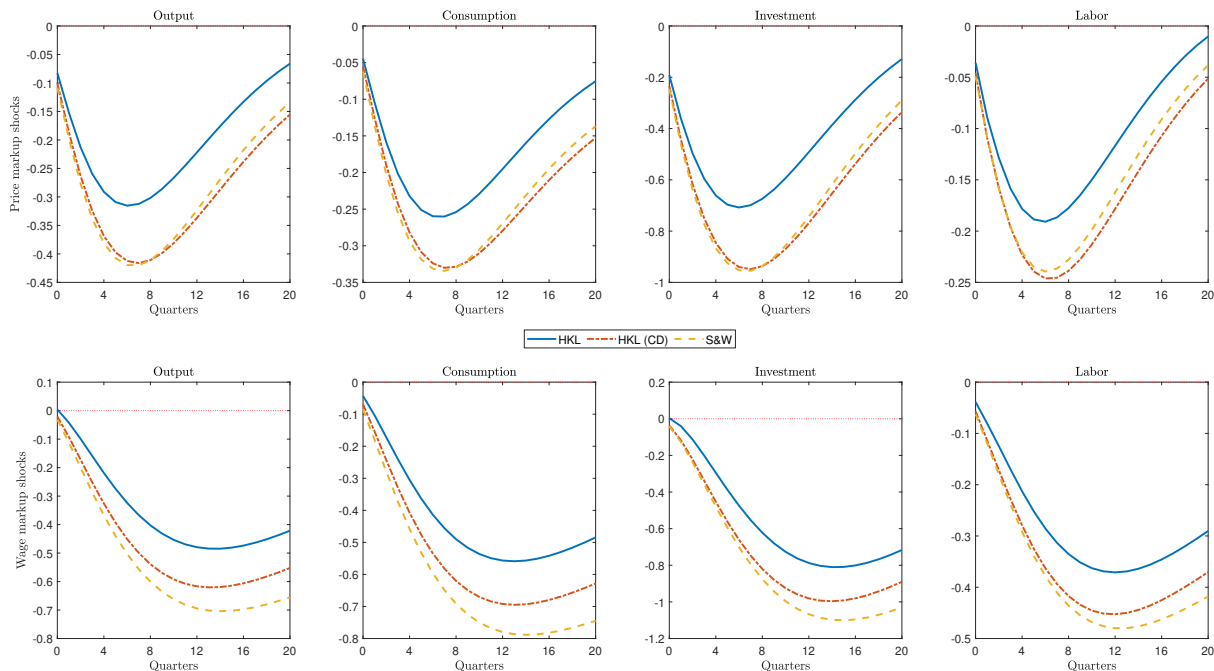 Output Consumption Investment Labor
Price markup shocks
0 0 0 0
-0.05 -0.05 -0.2 -0.05
-0.1 -0.1 -0.4 -0.1
-0.15 -0.15 -0.6 -0.15
-0.2 -0.2 -0.8 -0.2
-0.25 -0.25 -1 -0.25
-0.3 -0.3
-0.35 -0.35
-0.4
-0.45
0 4 8 12 16 20 0 4 8 12 16 20 0 4 8 12 16 20 0 4 8 12 16 20
Quarters Quarters Quarters Quarters
HKL HKL (CD) S&W
Output Consumption Investment Labor
Wage markup shocks
0.1 0 0.2 0
0 -0.1 0 -0.1
-0.1 -0.2 -0.2 -0.2
-0.2 -0.3 -0.4 -0.3
-0.3 -0.4 -0.6 -0.4
-0.4 -0.5 -0.8 -0.5
-0.5 -0.6 -1
-0.6 -0.7 -1.2
-0.7 -0.8
-0.8
0 4 8 12 16 20 0 4 8 12 16 20 0 4 8 12 16 20 0 4 8 12 16 20
Quarters Quarters Quarters Quarters